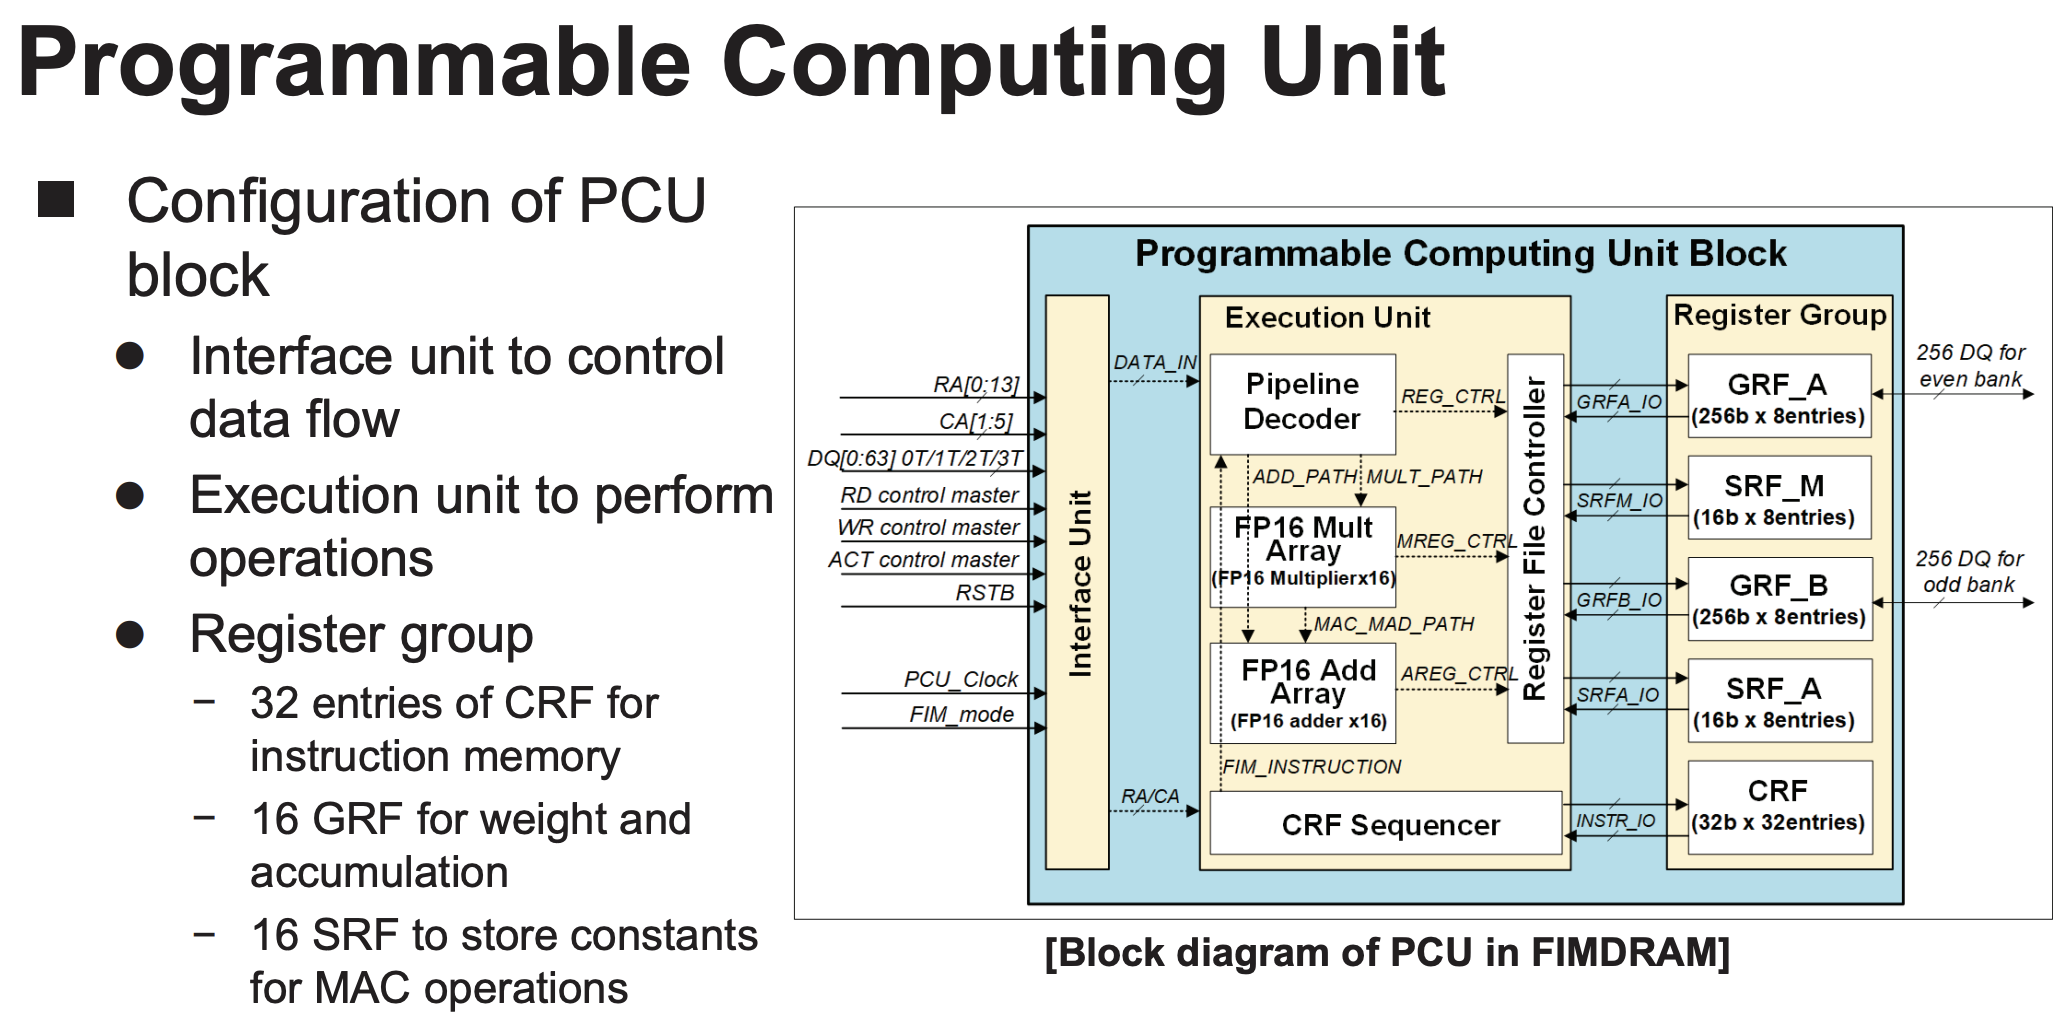 Programmable Computing Unit
■ Configuration of PCU
block
● Interface unit to control
data flow
● Execution unit to perform
operations
● Register group
− 32 entries of CRF for
instruction memory
− 16 GRF for weight and
accumulation
− 16 SRF to store constants
for MAC operations
Programmable Computing Unit Block
RA[0:13]
CA[1:5]
DQ[0:63] 0T/1T/2T/3T
RD control master
WR control master
ACT control master
RSTB
PCU_Clock
FIM_mode
Interface Unit
DATA_IN
RA/CA
Execution Unit
Pipeline
Decoder
REG_CTRL
ADD_PATH
MULT_PATH
FP16 Mult
Array
(FP16 Multiplierx16)
MREG_CTRL
MAC_MAD_PATH
FP16 Add
Array
(FP16 adder x16)
AREG_CTRL
FIM_INSTRUCTION
CRF Sequencer
Register File Controller
GRFA_IO
SRFM_IO
GRFB_IO
SRFA_IO
INSTR_IO
Register Group
GRF_A
(256b x 8entries)
SRF_M
(16b x 8entries)
GRF_B
(256b x 8entries)
SRF_A
(16b x 8entries)
CRF
(32b x 32entries)
256 DQ for
even bank
256 DQ for
odd bank
[Block diagram of PCU in FIMDRAM]